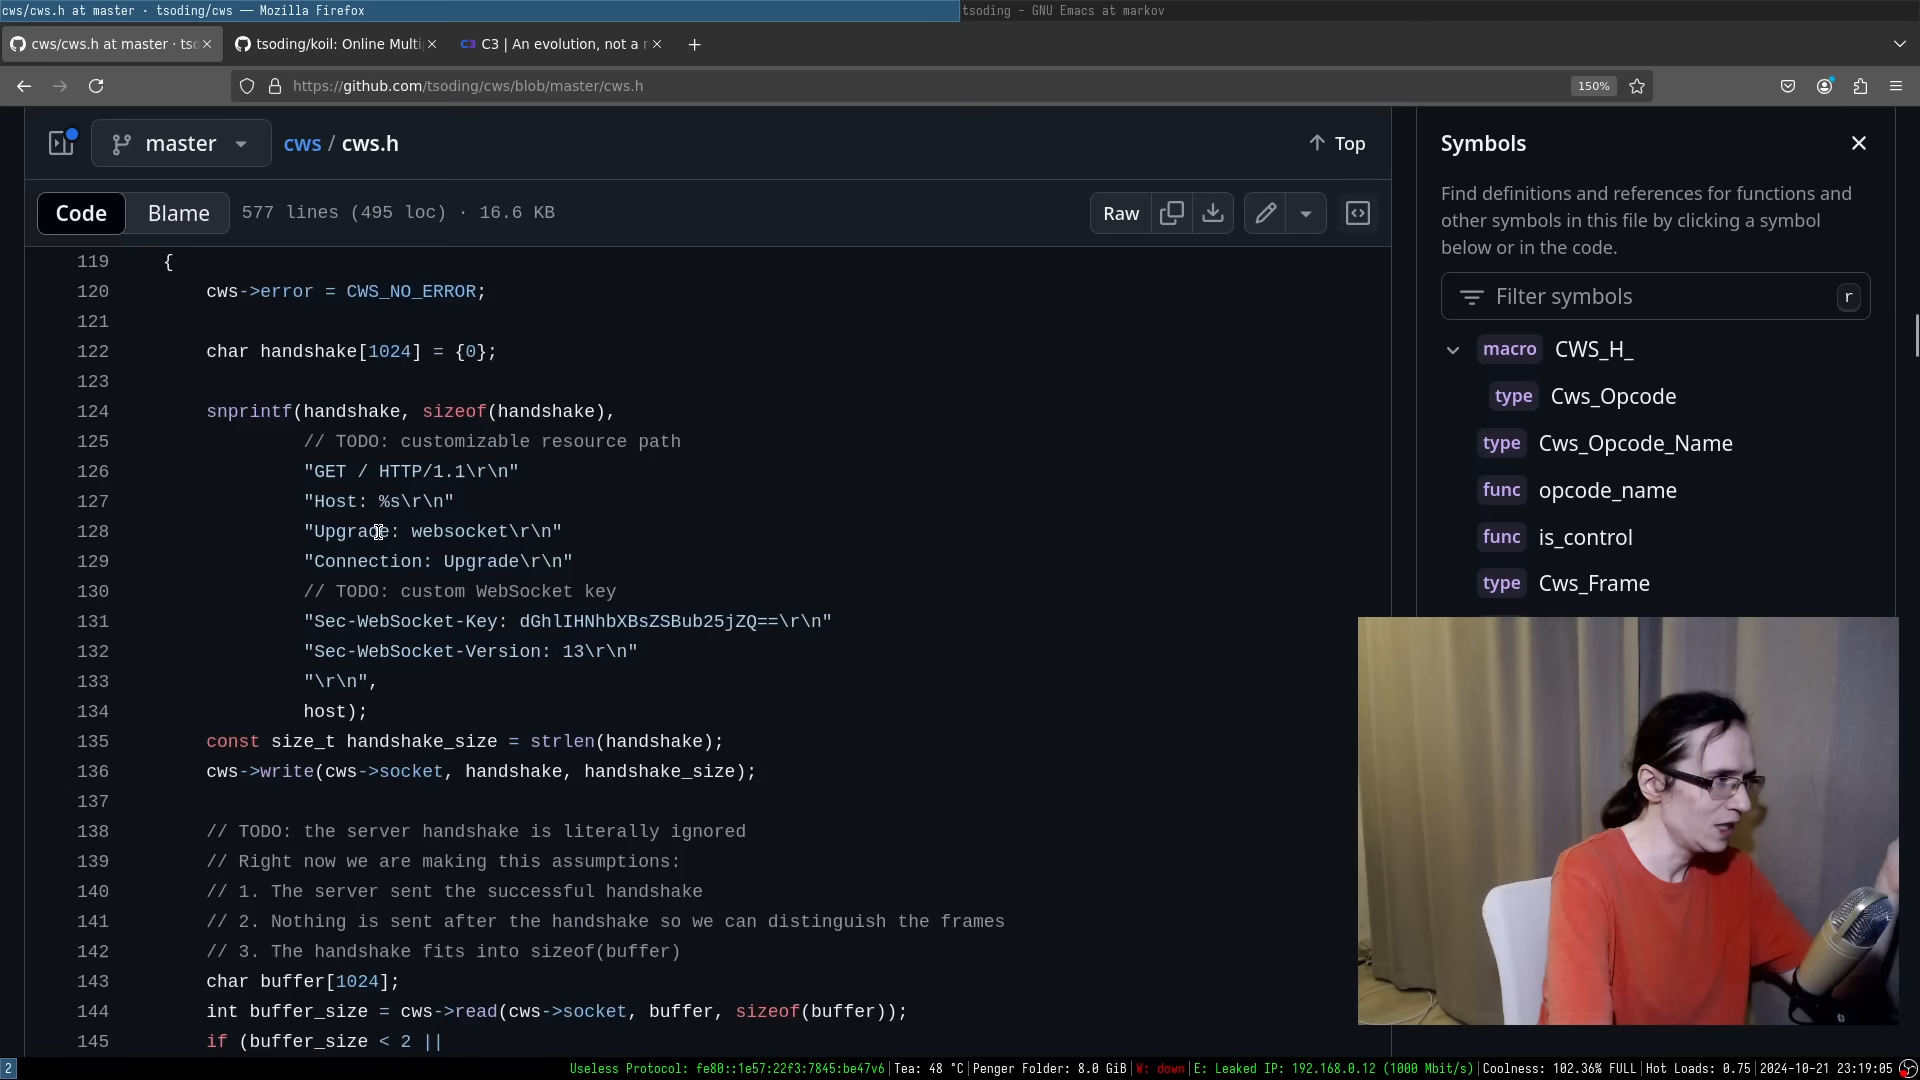 cws/cws.h at master · tsoding/cws — Mozilla Firefox
tsoding - GNU Emacs at markov
cws/cws.h at master · tso
tsoding/koil: Online Multi
C3 C3 | An evolution, not a r
https://github.com/tsoding/cws/blob/master/cws.h
150%
master
cws / cws.h
Top
Code
Blame
577 lines (495 loc) · 16.6 KB
Raw
119 {
120 cws->error = CWS_NO_ERROR;
121
122 char handshake[1024] = {0};
123
124 snprintf(handshake, sizeof(handshake),
125 // TODO: customizable resource path
126 "GET / HTTP/1.1\r\n"
127 "Host: %s\r\n"
128 "Upgrade: websocket\r\n"
129 "Connection: Upgrade\r\n"
130 // TODO: custom WebSocket key
131 "Sec-WebSocket-Key: dGhlIHNhbXBsZSBub25jZQ==\r\n"
132 "Sec-WebSocket-Version: 13\r\n"
133 "\r\n",
134 host);
135 const size_t handshake_size = strlen(handshake);
136 cws->write(cws->socket, handshake, handshake_size);
137
138 // TODO: the server handshake is literally ignored
139 // Right now we are making this assumptions:
140 // 1. The server sent the successful handshake
141 // 2. Nothing is sent after the handshake so we can distinguish the frames
142 // 3. The handshake fits into sizeof(buffer)
143 char buffer[1024];
144 int buffer_size = cws->read(cws->socket, buffer, sizeof(buffer));
145 if (buffer_size < 2 ||
Symbols
Find definitions and references for functions and
other symbols in this file by clicking a symbol
below or in the code.
Filter symbols
r
macro CWS_H_
type Cws_Opcode
type Cws_Opcode_Name
func opcode_name
func is_control
type Cws_Frame
2
Useless Protocol: fe80::1e57:22f3:7845:be47v6|Tea: 48 °C|Penger Folder: 8.0 GiB|W: down|E: Leaked IP: 192.168.0.12 (1000 Mbit/s)|Coolness: 102.36% FULL|Hot Loads: 0.75|2024-10-21 23:19:05